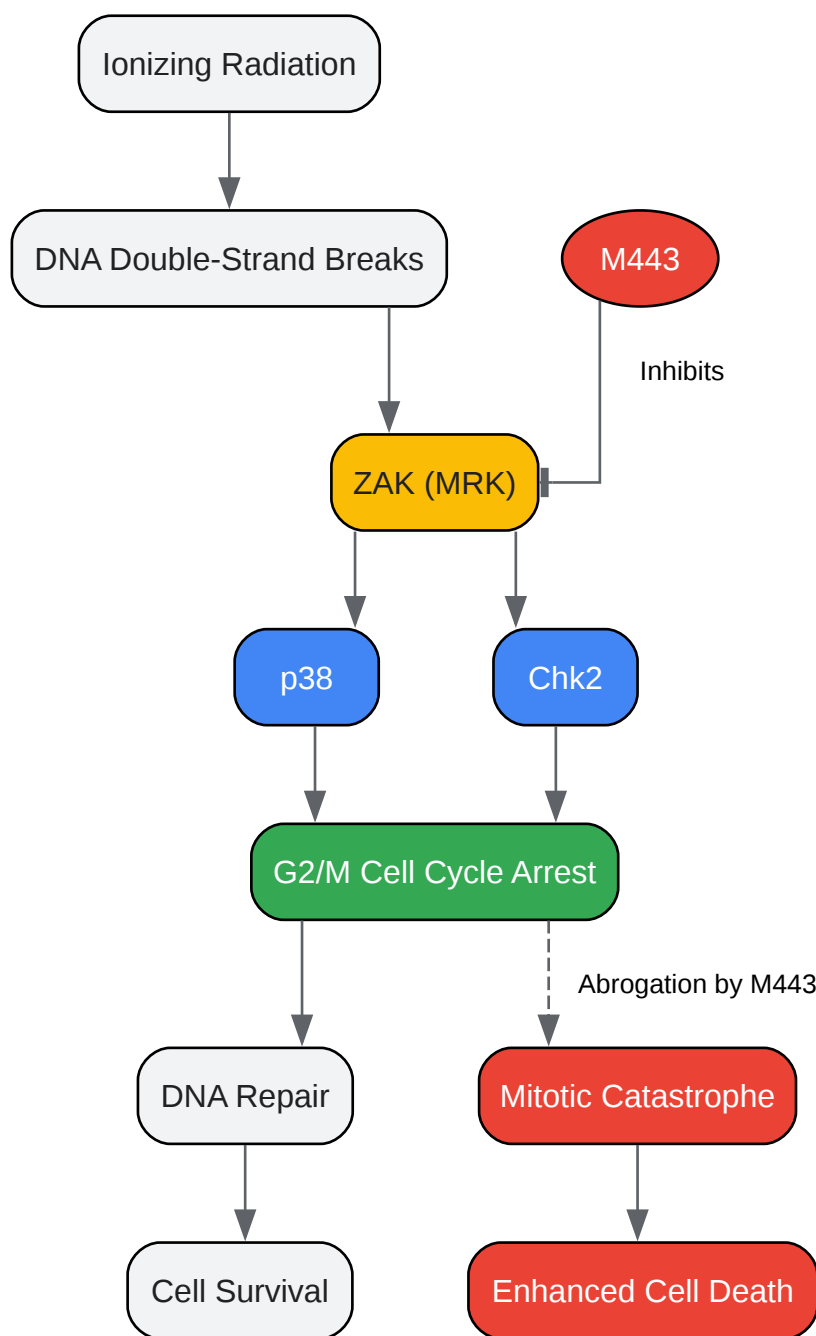 Ionizing Radiation
DNA Double-Strand Breaks
M443
Inhibits
ZAK (MRK)
p38
Chk2
G2/M Cell Cycle Arrest
Abrogation by M443
DNA Repair
Mitotic Catastrophe
Cell Survival
Enhanced Cell Death